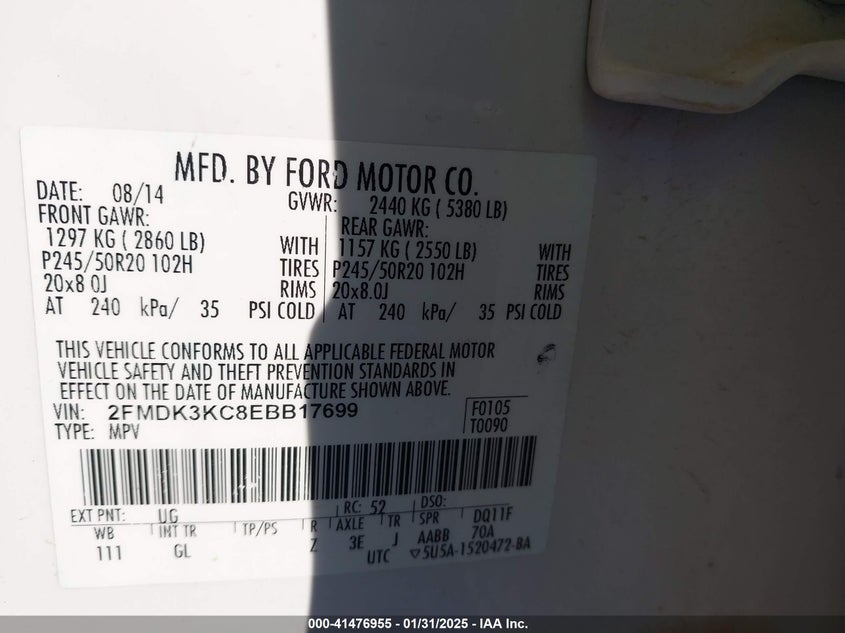 MFD. BY FORD MOTOR CO.
DATE: 08/14 GVWR: 2440 KG ( 5380 LB)
FRONT GAWR: REAR GAWR:
1297 KG ( 2860 LB) WITH 1157 KG ( 2550 LB) WITH
P245/50R20 102H TIRES P245/50R20 102H TIRES
20x8.0J RIMS 20x8.0J RIMS
AT 240 kPa/ 35 PSI COLD AT 240 kPa/ 35 PSI COLD
THIS VEHICLE CONFORMS TO ALL APPLICABLE FEDERAL MOTOR
VEHICLE SAFETY AND THEFT PREVENTION STANDARDS IN
EFFECT ON THE DATE OF MANUFACTURE SHOWN ABOVE.
VIN: 2FMDK3KC8EBB17699 F0105
TYPE: MPV T0090
EXT PNT: UG RC: 52 DSO:
WB INT TR TP/PS R AXLE TR SPR DQ11F
111 GL Z 3E J AABB 70A
UTC ▽5U5A-1520472-BA
000-41476955 - 01/31/2025 - IAA Inc.